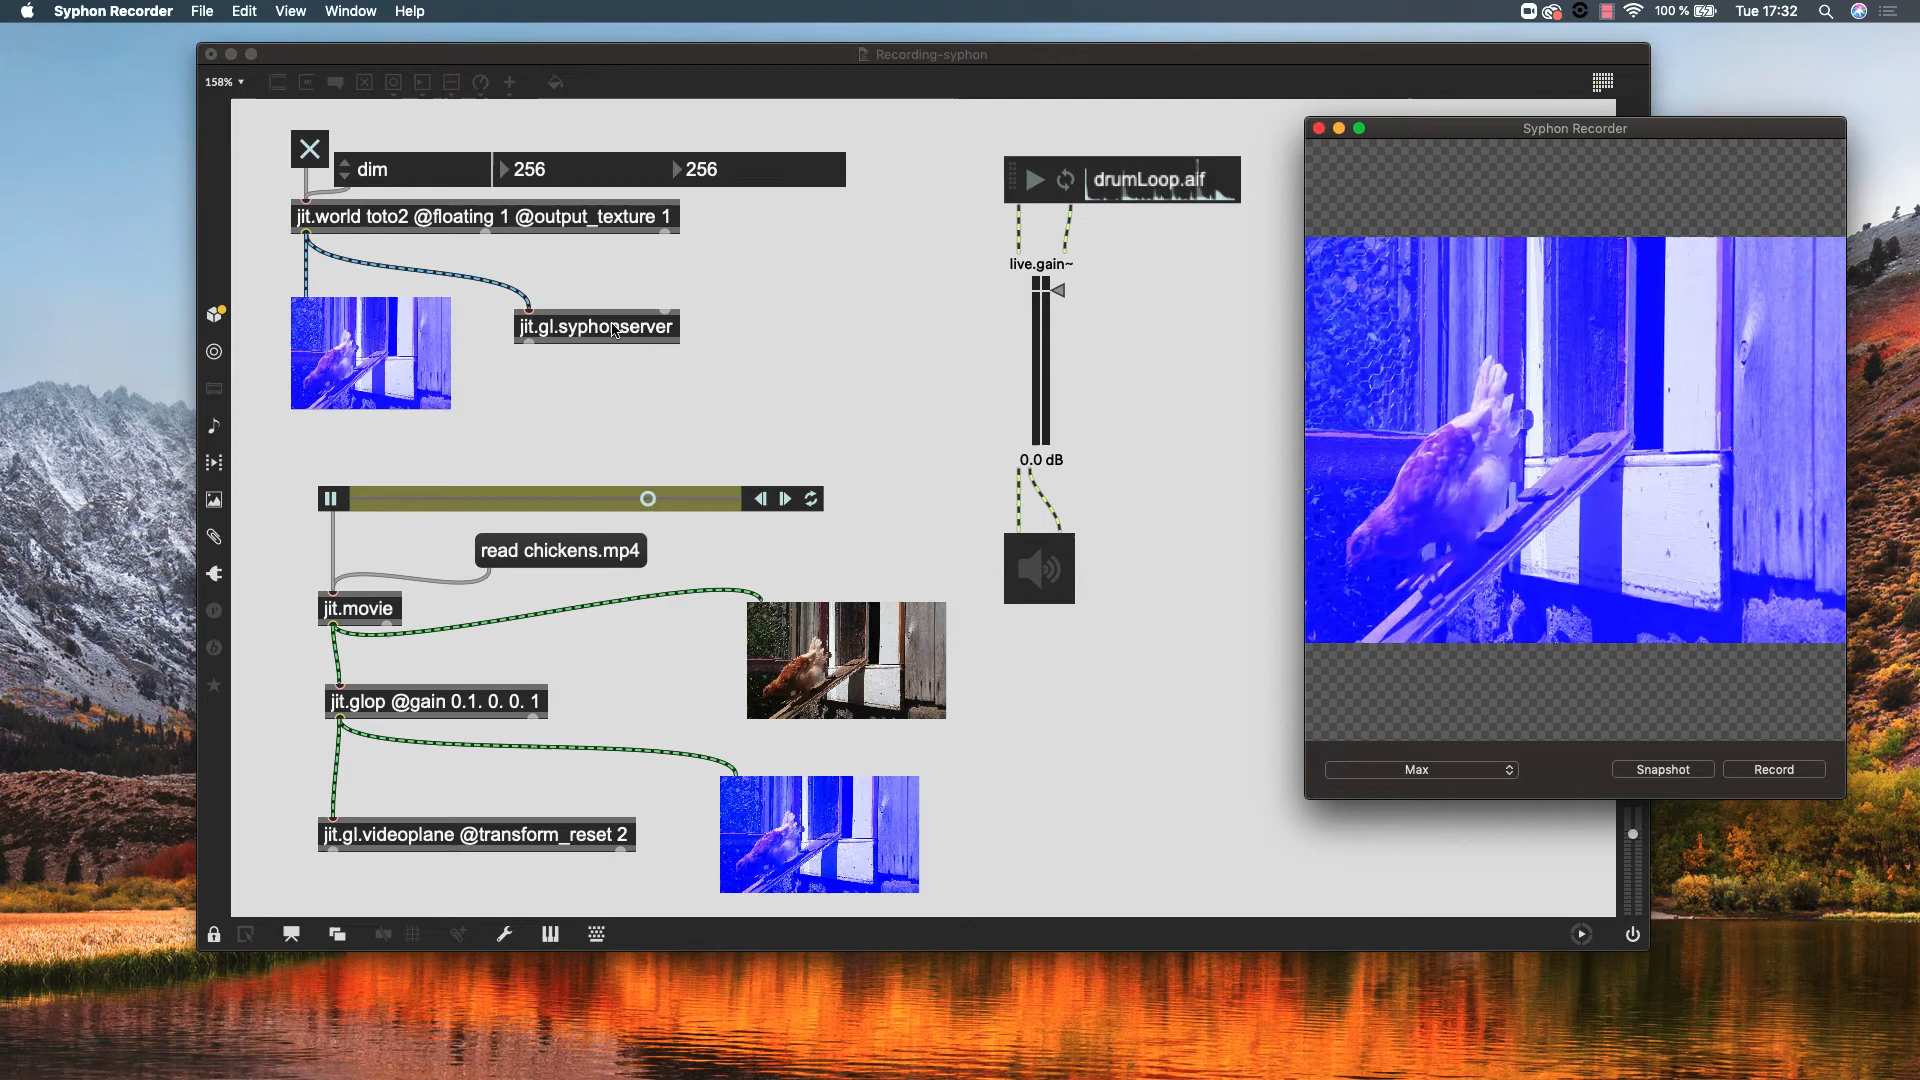 Syphon Recorder File Edit View Window Help
100 % Tue 17:32
Recording-syphon
158%
dim 256 256
jit.world toto2 @floating 1 @output_texture 1
jit.gl.syphonserver
read chickens.mp4
jit.movie
jit.glop @gain 0.1. 0. 0. 1
jit.gl.videoplane @transform_reset 2
drumLoop.aif
live.gain~
0.0 dB
Syphon Recorder
Max
Snapshot
Record